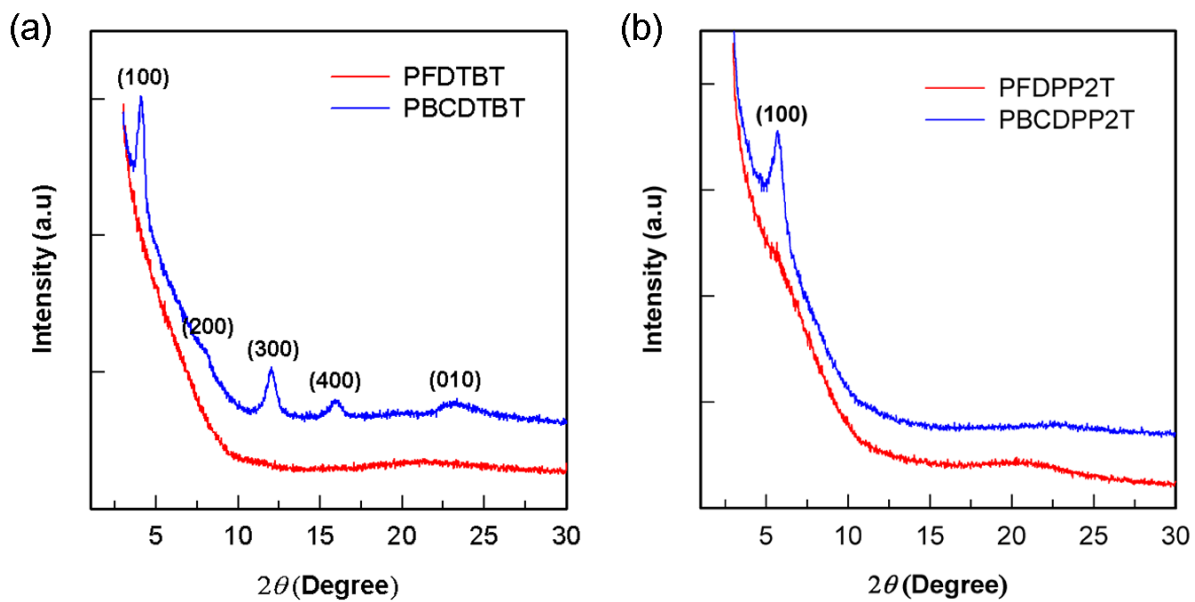 (a)
(100)
PFDTBT
PBCDTBT
(200)
(300)
(400)
(010)
Intensity (a.u)
5 10 15 20 25 30
2θ (Degree)
(b)
PFDPP2T
PBCDPP2T
(100)
Intensity (a.u)
5 10 15 20 25 30
2θ (Degree)